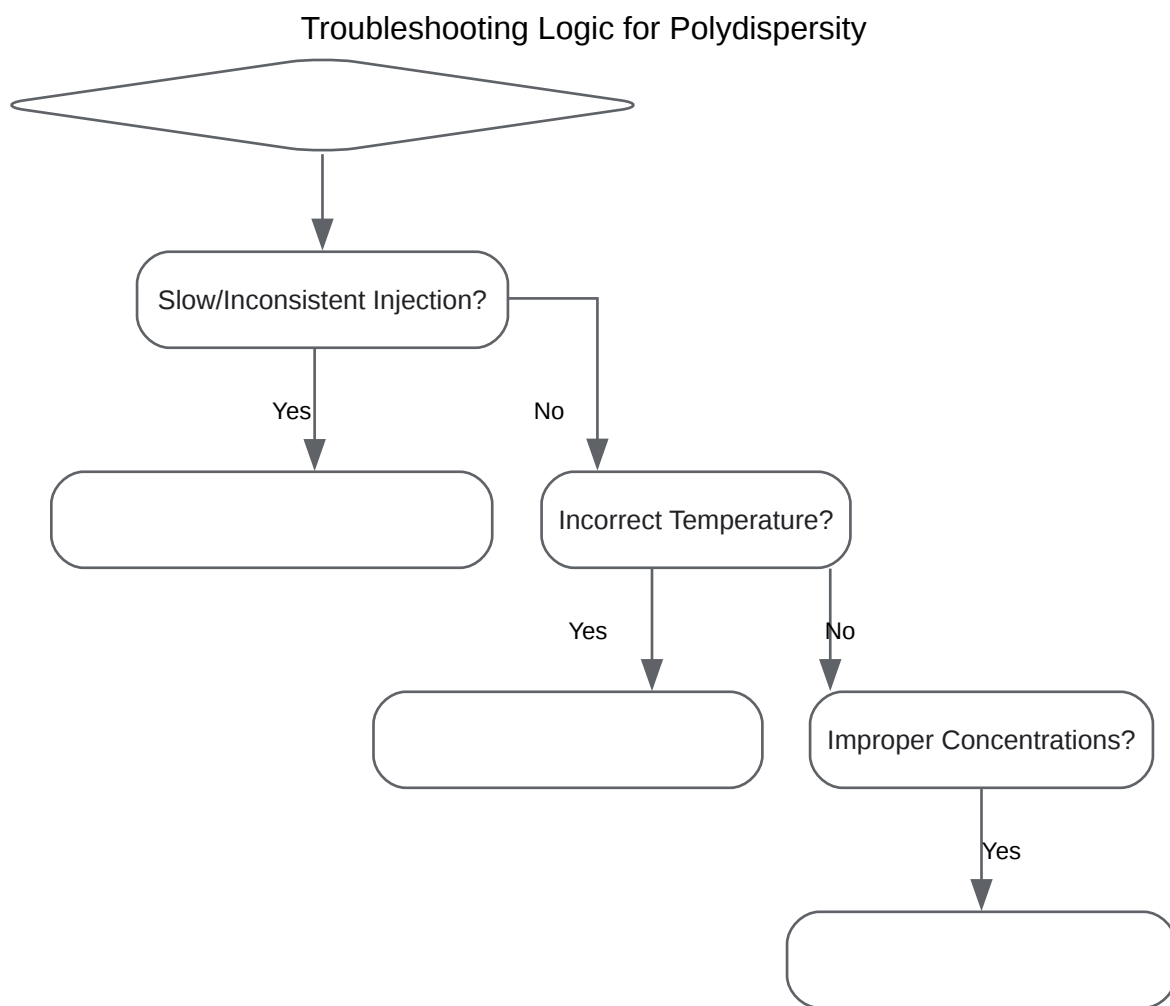 Troubleshooting Logic for Polydispersity
Slow/Inconsistent Injection?
Yes
No
Incorrect Temperature?
Yes
No
Improper Concentrations?
Yes